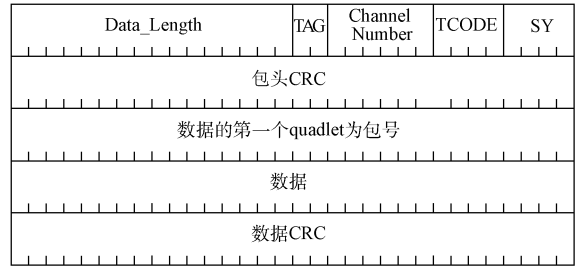 Data_Length TAG Channel Number TCODE SY
包头CRC
数据的第一个quadlet为包号
数据
数据CRC